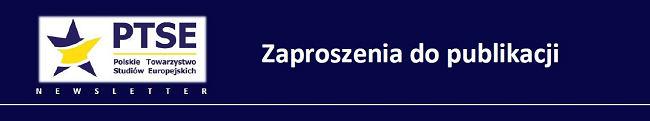 PTSE
Polskie Towarzystwo
Studiów Europejskich
NEWSLETTER
Zaproszenia do publikacji